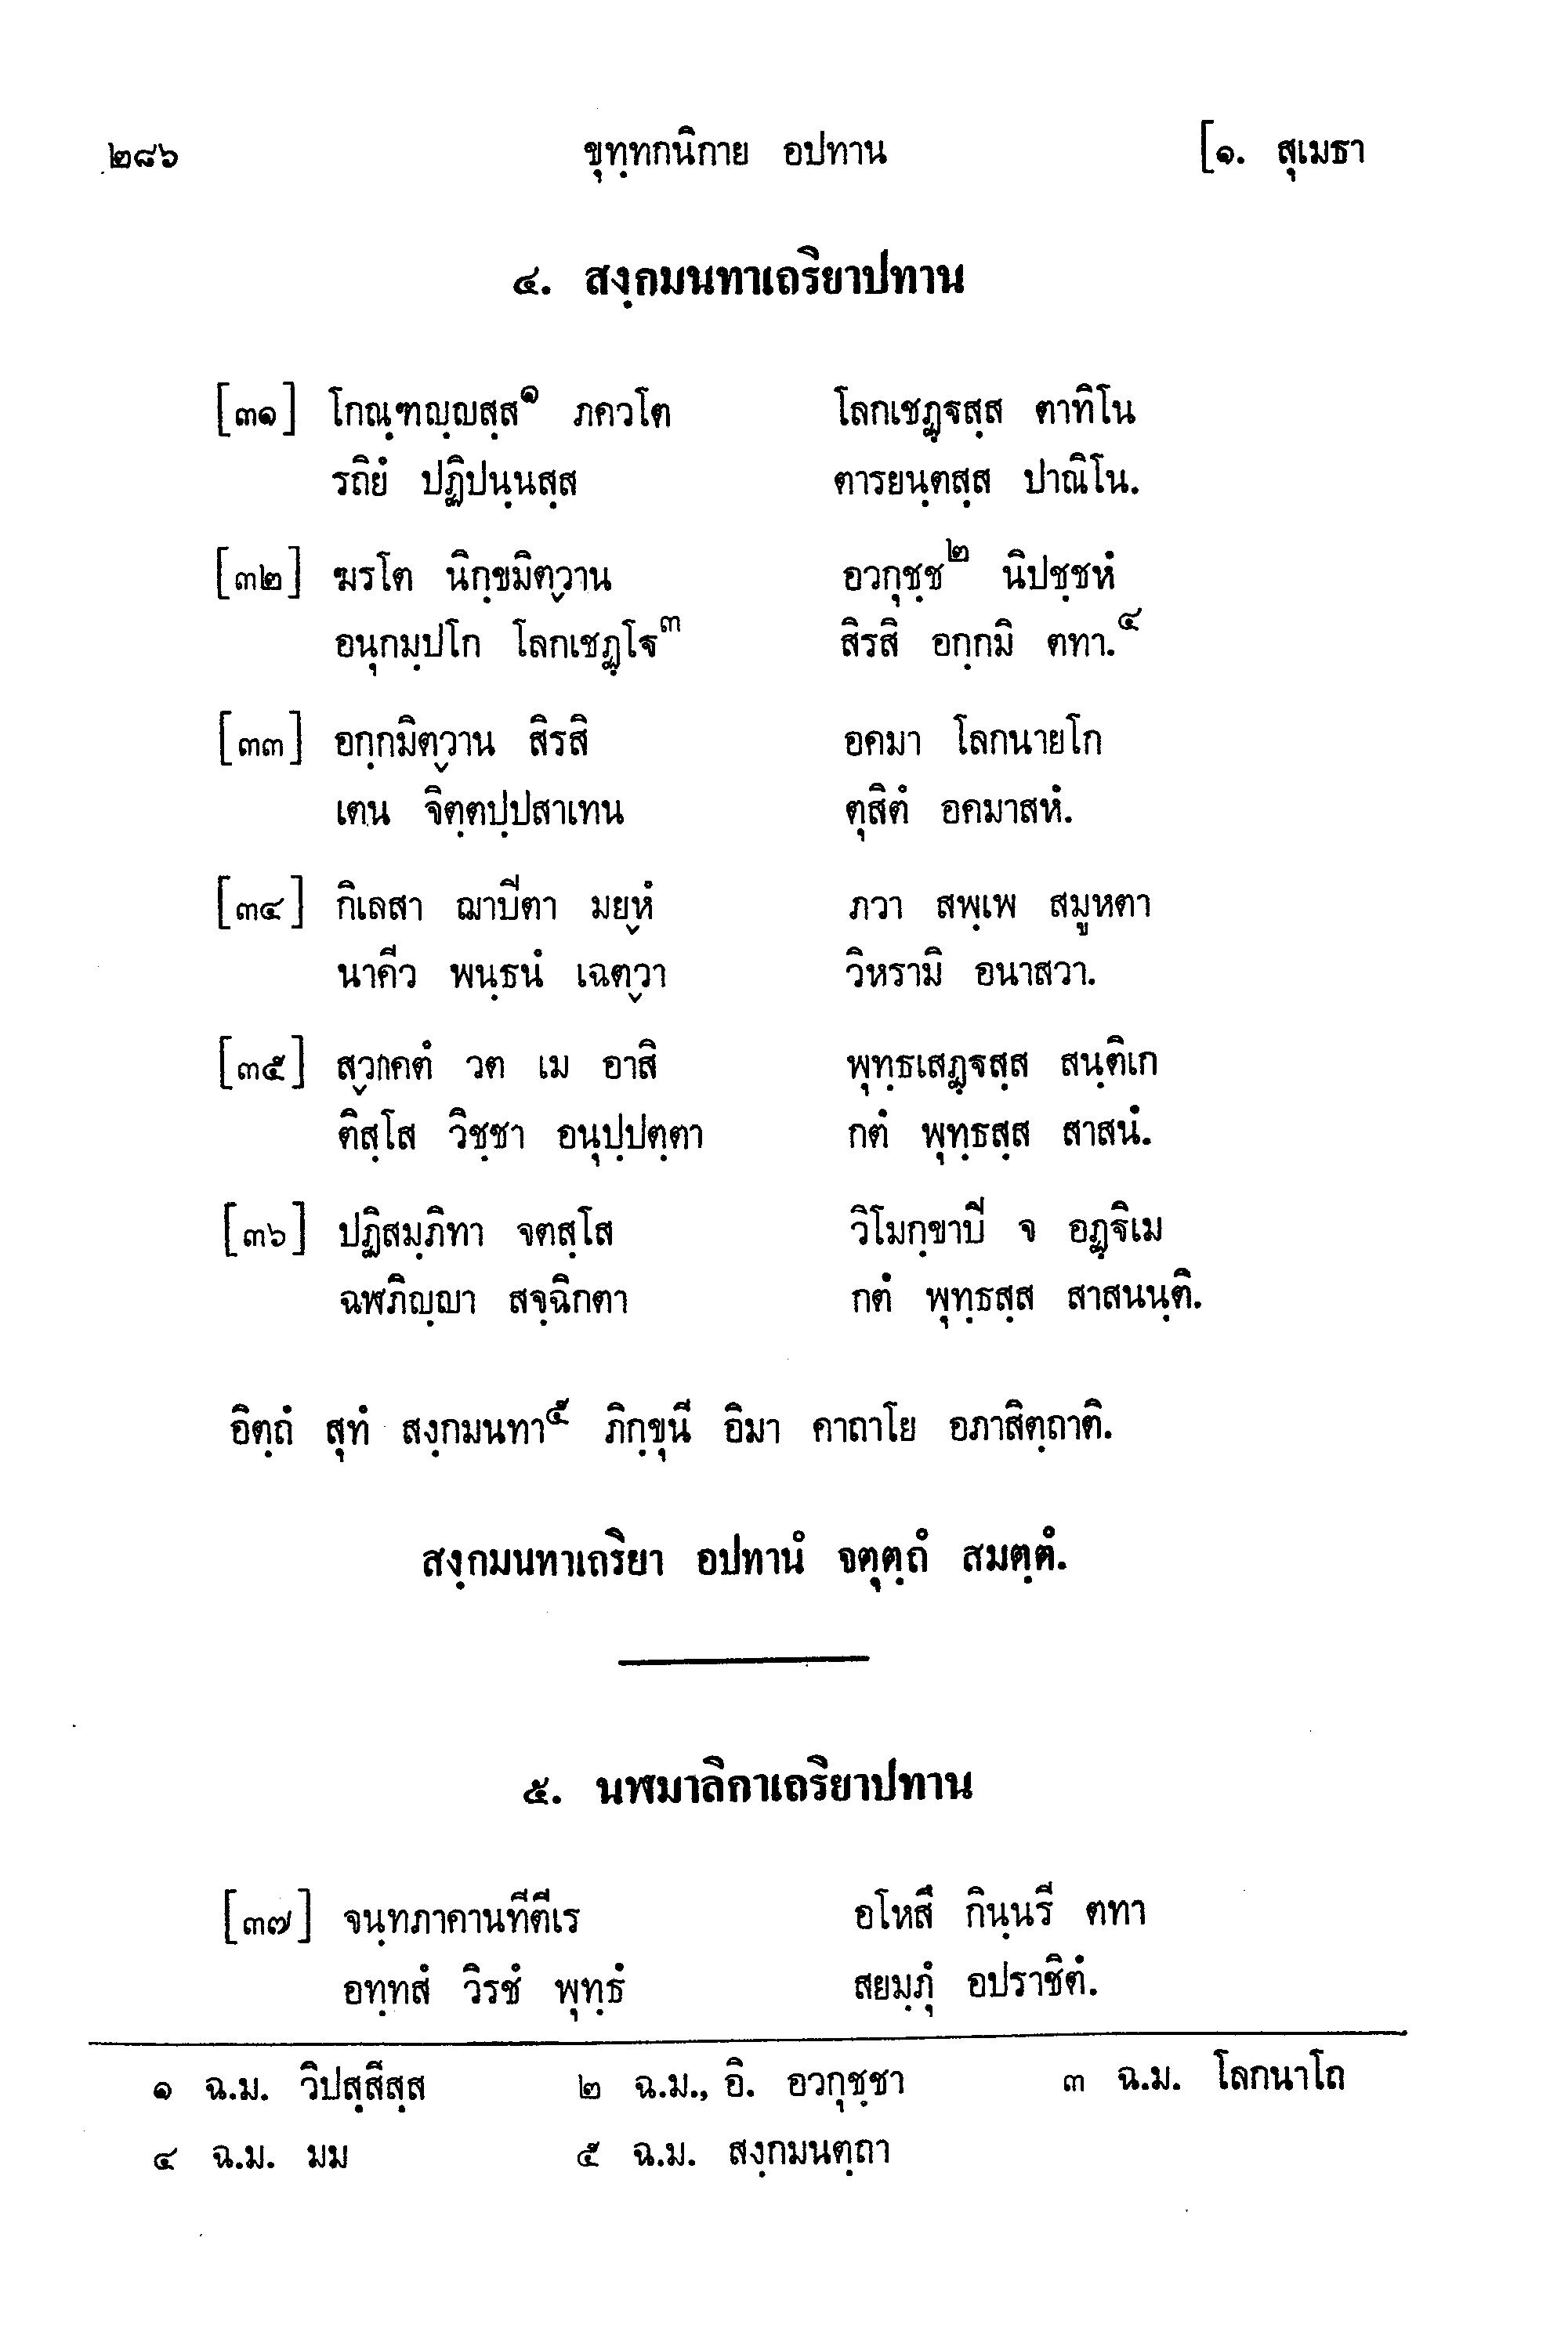 ๒๘๖ ขุทฺทกนิกาย อปทาน [๑. สุเมธา
๔. สงฺกมนทาเถริยาปทาน
[๓๑] โกณฺฑญฺญสฺส๑ ภควโต โลกเชฏฺฐสฺส ตาทิโน
รถิยํ ปฏิปนฺนสฺส ตารยนฺตสฺส ปาณิโน.
[๓๒] ฆรโต นิกฺขมิตฺวาน อวกุชฺช๒ นิปชฺชหํ
อนุกมฺปโก โลกเชฏฺโฐ๓ สิรสิ อกฺกมิ ตทา.๔
[๓๓] อกฺกมิตฺวาน สิรสิ อคมา โลกนายโก
เตน จิตฺตปฺปสาเทน ตุสิตํ อคมาสหํ.
[๓๔] กิเลสา ฌาปีตา มยฺหํ ภวา สพฺเพ สมูหตา
นาคีว พนฺธนํ เฉตฺวา วิหรามิ อนาสวา.
[๓๕] สฺวากคตํ วต เม อาสิ พุทฺธเสฏฺฐสฺส สนฺติเก
ติสฺโส วิชฺชา อนุปฺปตฺตา กตํ พุทฺธสฺส สาสนํ.
[๓๖] ปฏิสมฺภิทา จตสฺโส วิโมกฺขาปี จ อฏฺฐิเม
ฉฬภิญฺญา สจฺฉิกตา กตํ พุทฺธสฺส สาสนนฺติ.
อิตฺถํ สุทํ สงฺกมนทา๕ ภิกฺขุนี อิมา คาถาโย อภาสิตฺถาติ.
สงฺกมนทาเถริยา อปทานํ จตุตฺถํ สมตฺตํ.
๕. นฬมาลิกาเถริยาปทาน
[๓๗] จนฺทภาคานทีตีเร อโหสึ กินฺนรี ตทา
อทฺทสํ วิรชํ พุทฺธํ สยมฺภุํ อปราชิตํ.
๑ ฉ.ม. วิปสฺสีสฺส ๒ ฉ.ม., อิ. อวกุชฺชา ๓ ฉ.ม. โลกนาโถ
๔ ฉ.ม. มม ๕ ฉ.ม. สงฺกมนตฺถา